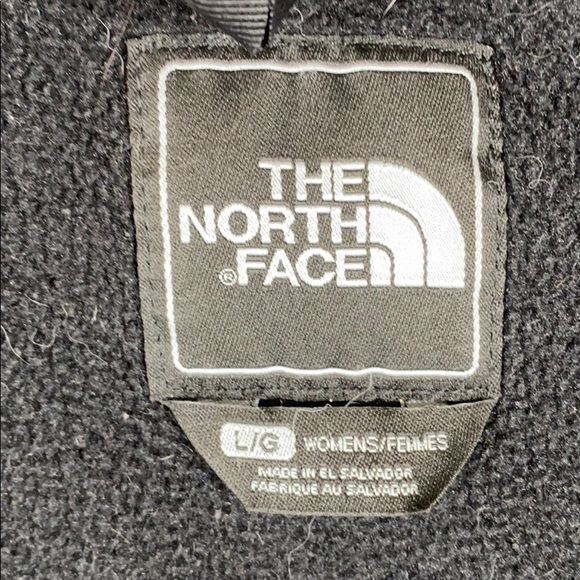 THE
NORTH
® FACE
L/G WOMENS/FEMMES
MADE IN EL SALVADOR
FABRIQUE AU SALVADOR